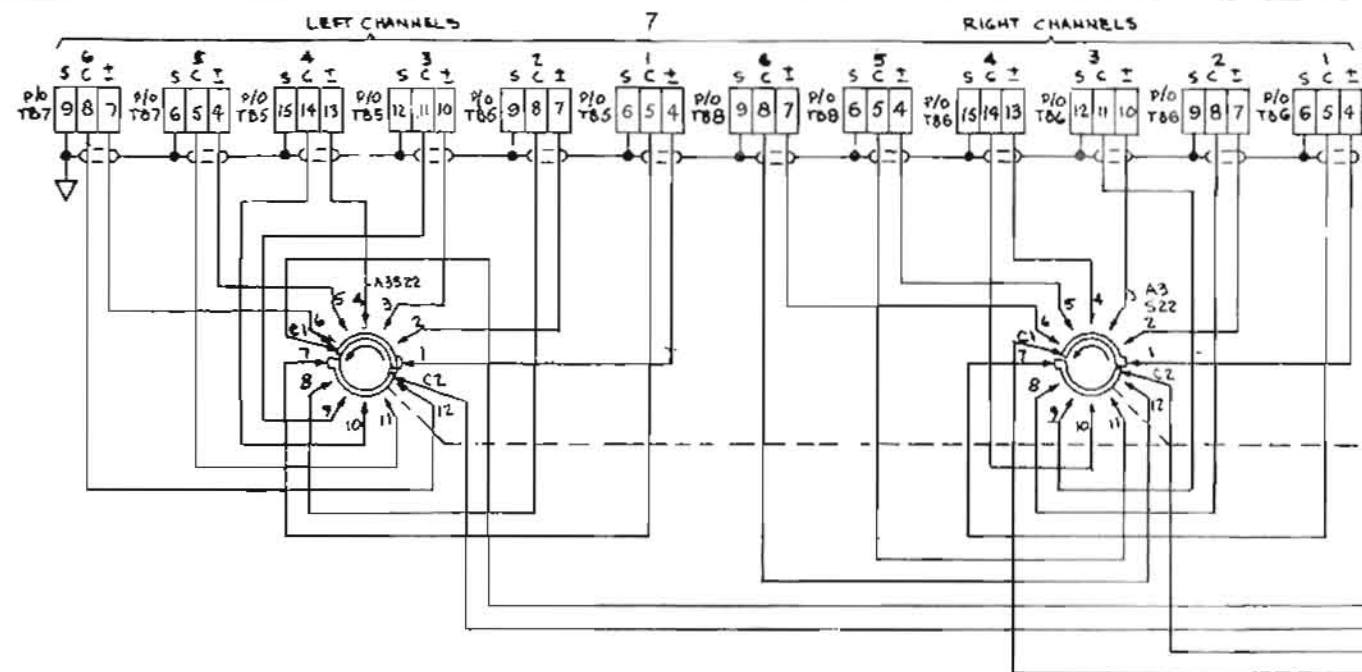 7
LEFT CHANNELS RIGHT CHANNELS
6 5 4 3 2 1 6 5 4 3 2 1
S C ± S C ± S C ± S C ± S C ± S C ± S C ± S C ± S C ± S C ± S C ± S C ±
P/O TB7 9 8 7
P/O TB7 6 5 4
P/O TB5 15 14 13
P/O TB5 12 11 10
P/O TB5 9 8 7
P/O TB5 6 5 4
P/O TB8 9 8 7
P/O TB8 6 5 4
P/O TB6 15 14 13
P/O TB6 12 11 10
P/O TB6 9 8 7
P/O TB6 6 5 4
A3S22
5 4 3
6 2
C1
7 1
8 C2
9 12
10 11
A3
S22
5 4 3
6 2
C1
7 1
8 C2
9 12
10 11